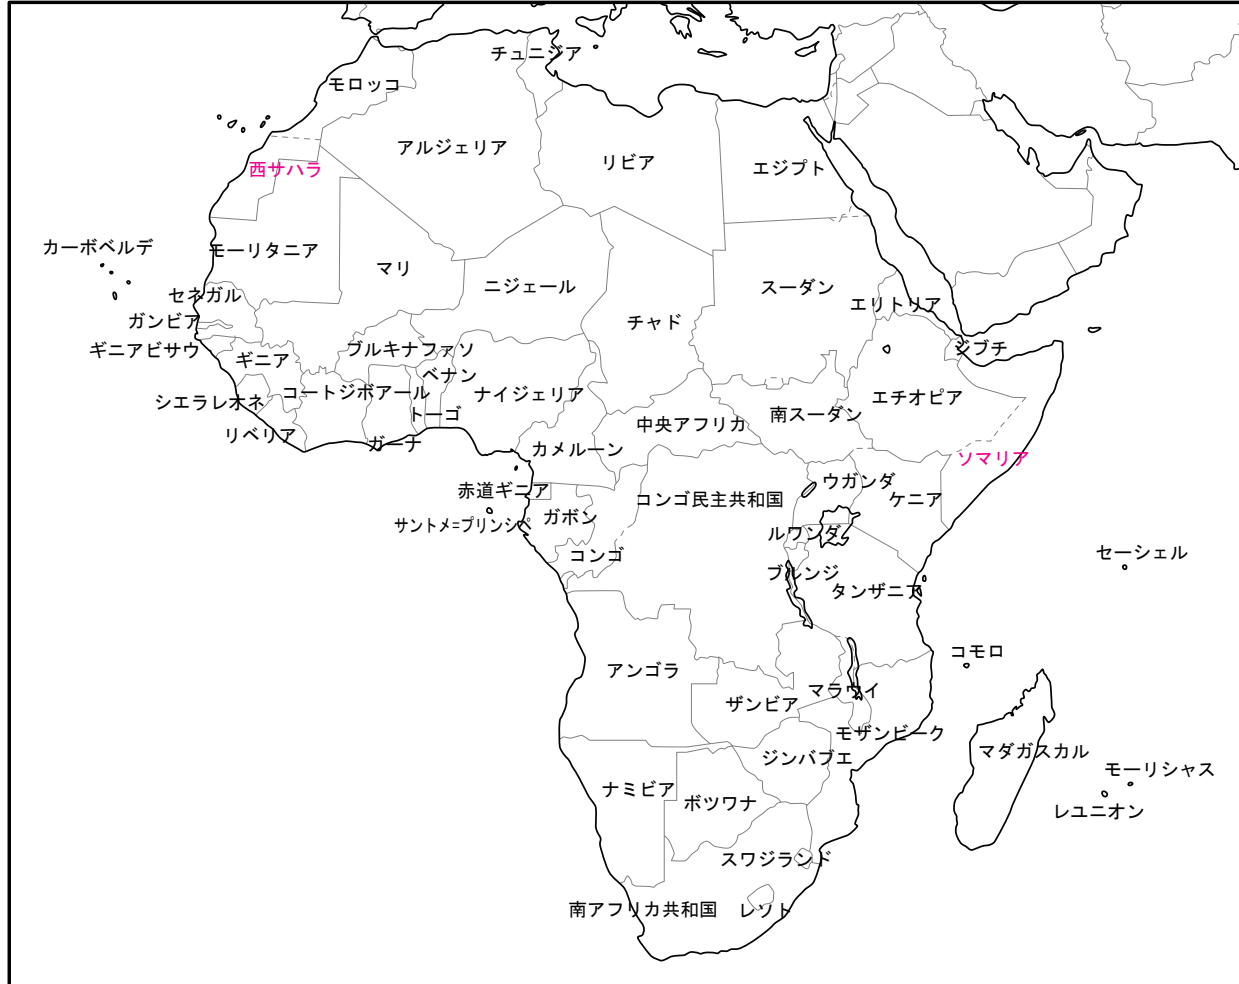 チュニジア
モロッコ
アルジェリア
リビア
エジプト
西サハラ
カーボベルデ
モーリタニア
マリ
ニジェール
スーダン
セネガル
エリトリア
ガンビア
チャド
ギニアビサウ
ギニア
ブルキナファソ
ジブチ
ベナン
シエラレオネ
コートジボアール
ナイジェリア
エチオピア
トーゴ
南スーダン
リベリア
ガーナ
中央アフリカ
カメルーン
ソマリア
赤道ギニア
コンゴ民主共和国
ウガンダ
ケニア
サントメ=プリンシペ
ガボン
ルワンダ
コンゴ
セーシェル
ブルンジ
タンザニア
コモロ
アンゴラ
マラウイ
ザンビア
モザンビーク
ジンバブエ
マダガスカル
モーリシャス
ナミビア
ボツワナ
レユニオン
スワジランド
南アフリカ共和国
レソト